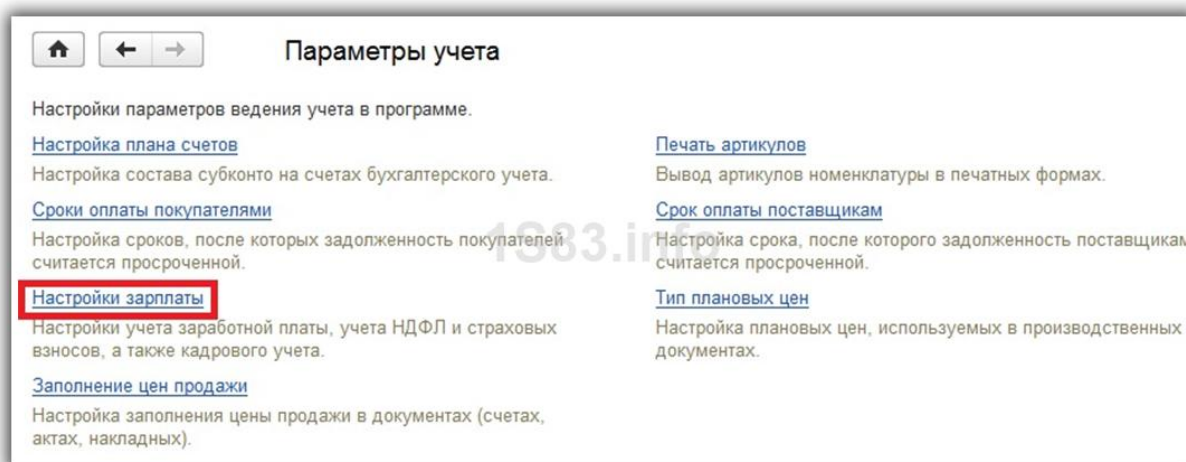 Параметры учета
Настройки параметров ведения учета в программе.
Настройка плана счетов
Настройка состава субконто на счетах бухгалтерского учета.
Сроки оплаты покупателями
Настройка сроков, после которых задолженность покупателей
считается просроченной.
Настройки зарплаты
Настройки учета заработной платы, учета НДФЛ и страховых
взносов, а также кадрового учета.
Заполнение цен продажи
Настройка заполнения цены продажи в документах (счетах,
актах, накладных).
Печать артикулов
Вывод артикулов номенклатуры в печатных формах.
Срок оплаты поставщикам
Настройка срока, после которого задолженность поставщикам
считается просроченной.
Тип плановых цен
Настройка плановых цен, используемых в производственных
документах.
1S83.info